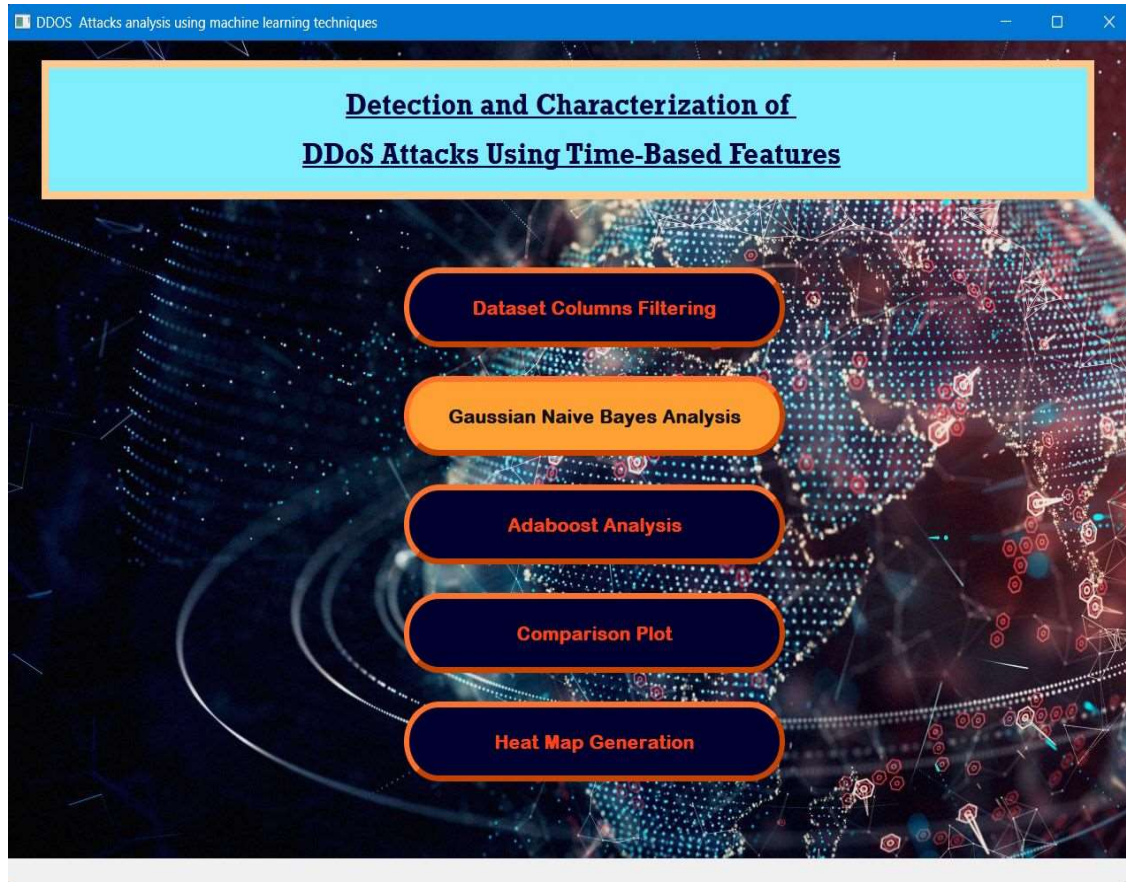 DDOS Attacks analysis using machine learning techniques
Detection and Characterization of
DDoS Attacks Using Time-Based Features
Dataset Columns Filtering
Gaussian Naive Bayes Analysis
Adaboost Analysis
Comparison Plot
Heat Map Generation